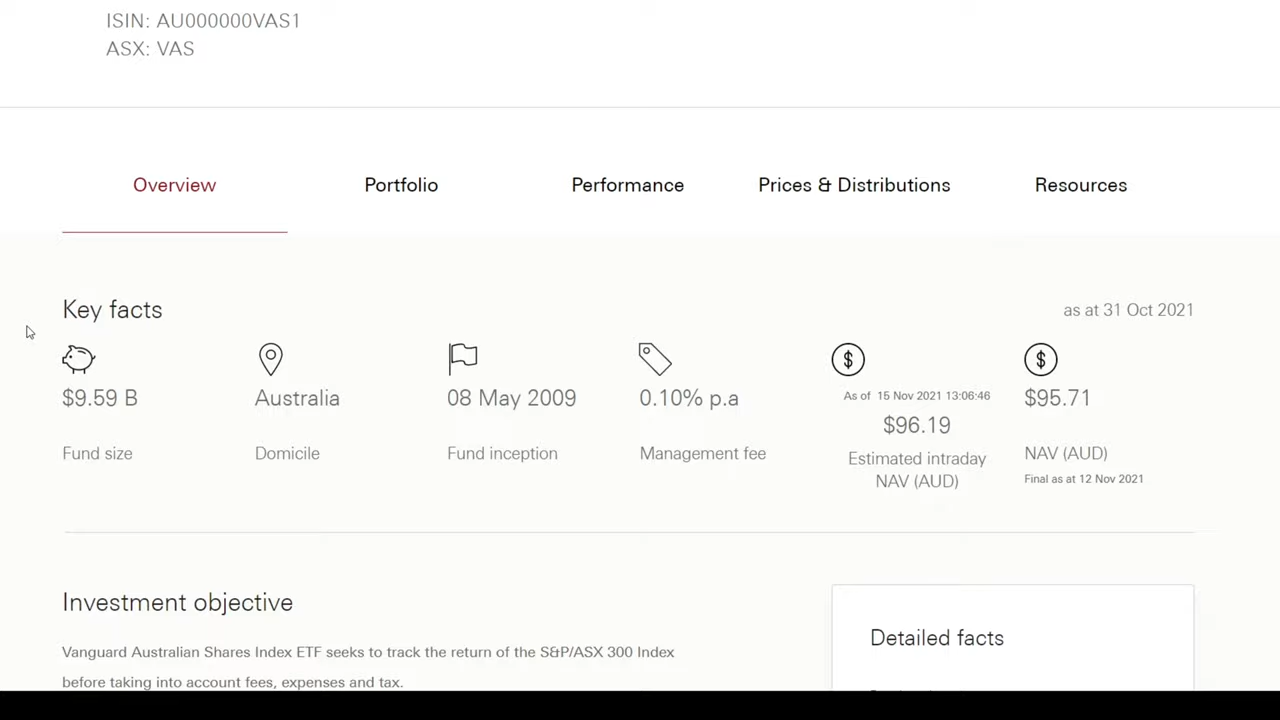 ISIN: AU000000VAS1
ASX: VAS
Overview
Portfolio
Performance
Prices & Distributions
Resources
Key facts
as at 31 Oct 2021
$9.59 B
Fund size
Australia
Domicile
08 May 2009
Fund inception
0.10% p.a
Management fee
As of 15 Nov 2021 13:06:46
$96.19
Estimated intraday
NAV (AUD)
$95.71
NAV (AUD)
Final as at 12 Nov 2021
Investment objective
Vanguard Australian Shares Index ETF seeks to track the return of the S&P/ASX 300 Index
before taking into account fees, expenses and tax.
Detailed facts